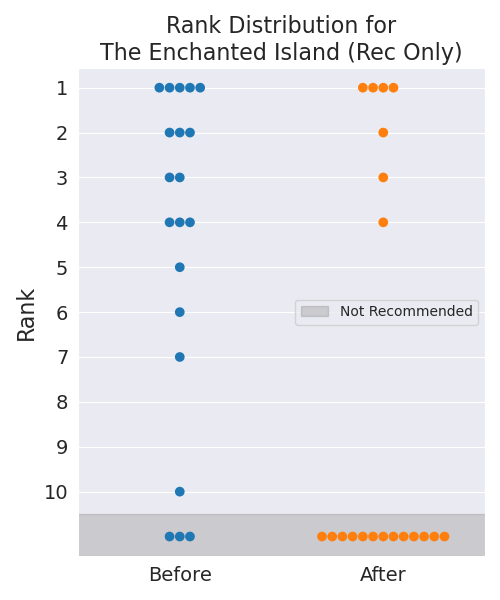 Rank Distribution for
The Enchanted Island (Rec Only)
Rank
1
2
3
4
5
6
7
8
9
10
Not Recommended
Before
After